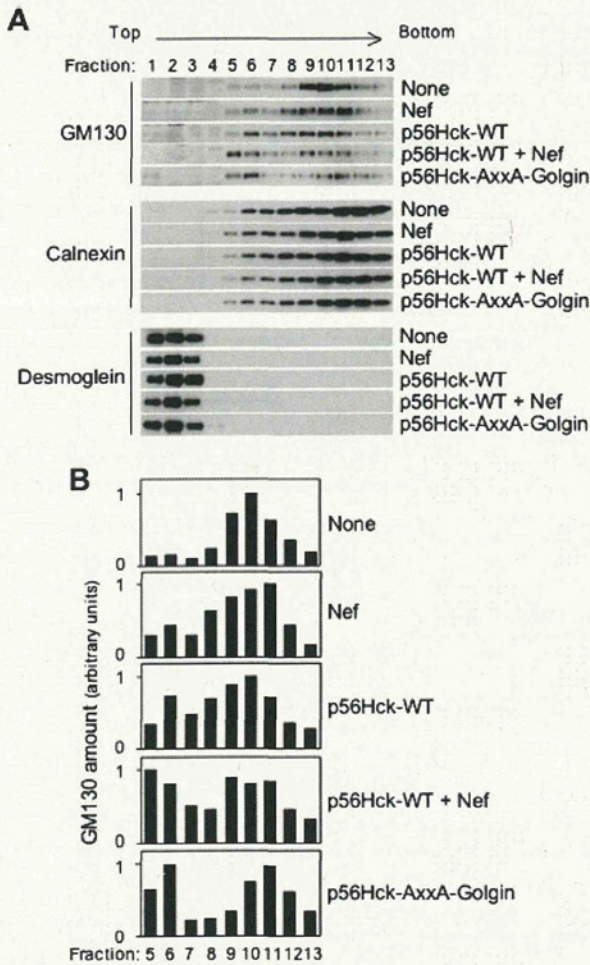 A
Top Bottom
Fraction: 1 2 3 4 5 6 7 8 9 10 11 12 13
GM130
None
Nef
p56Hck-WT
p56Hck-WT + Nef
p56Hck-AxxA-Golgin
Calnexin
None
Nef
p56Hck-WT
p56Hck-WT + Nef
p56Hck-AxxA-Golgin
Desmoglein
None
Nef
p56Hck-WT
p56Hck-WT + Nef
p56Hck-AxxA-Golgin
B
GM130 amount (arbitrary units)
1
0
None
1
0
Nef
1
0
p56Hck-WT
1
0
p56Hck-WT + Nef
1
0
p56Hck-AxxA-Golgin
Fraction: 5 6 7 8 9 10 11 12 13